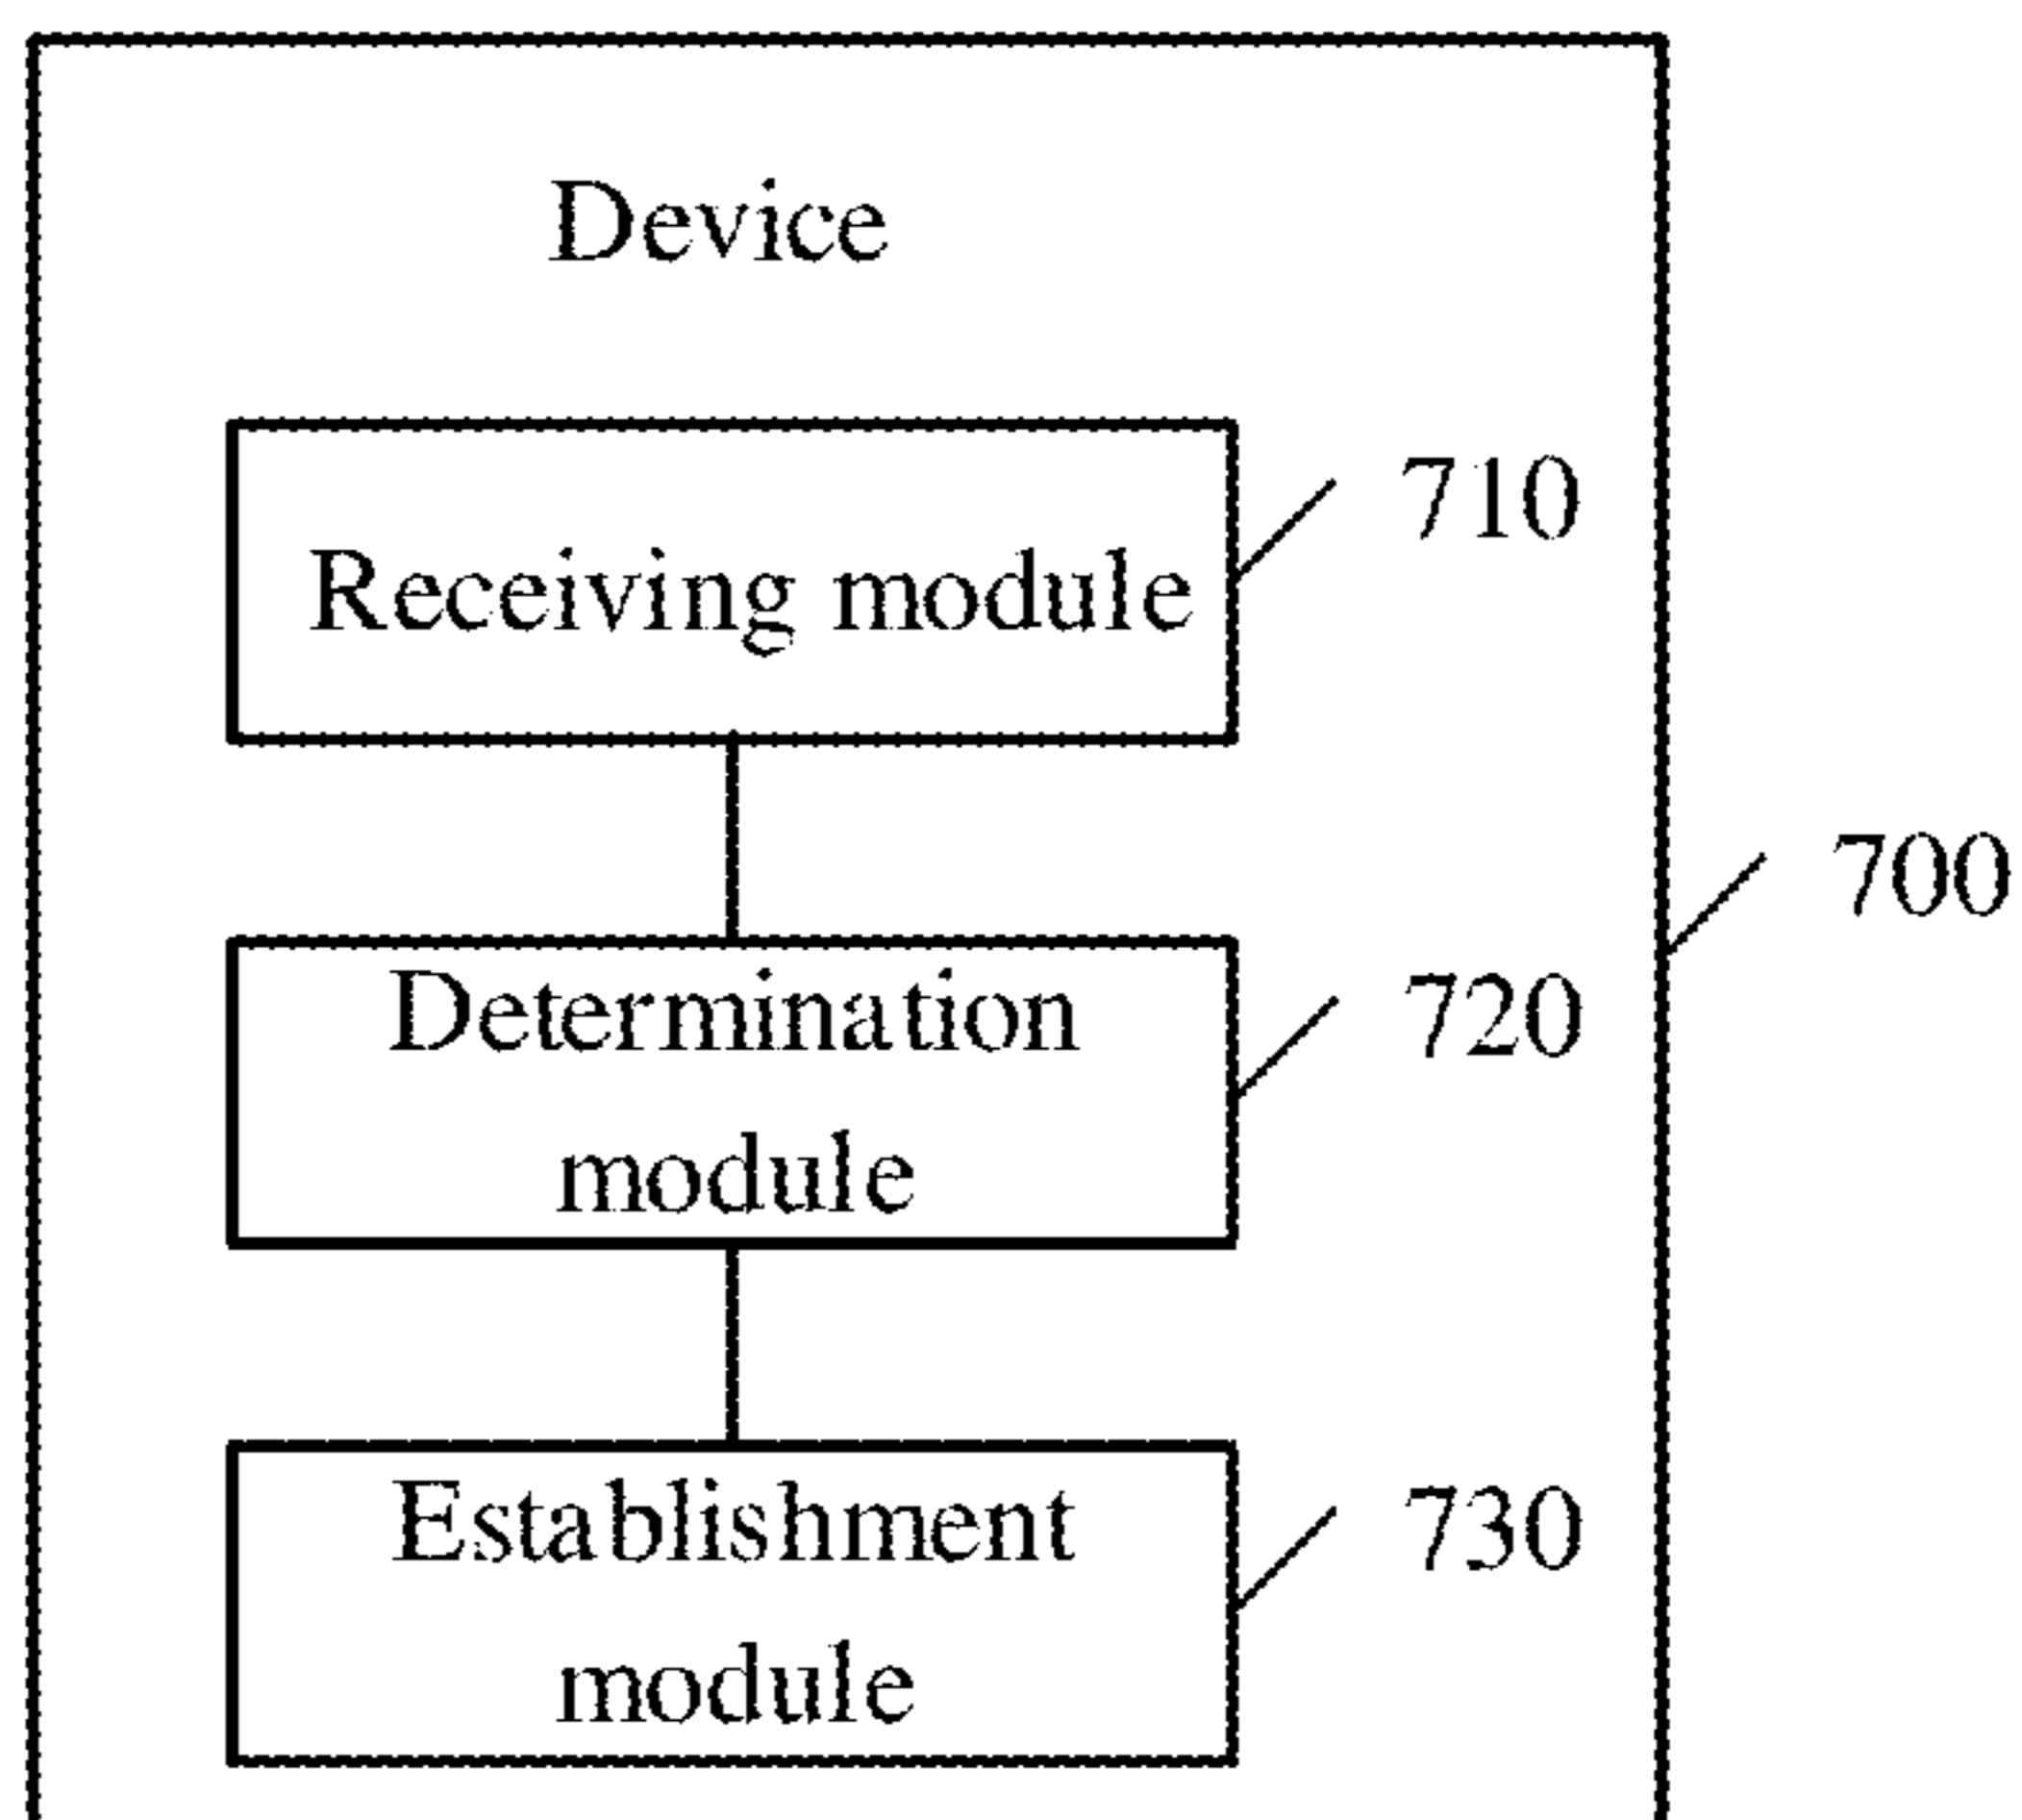 Device
710
Receiving module
700
720
Determination
module
730
Establishment
module